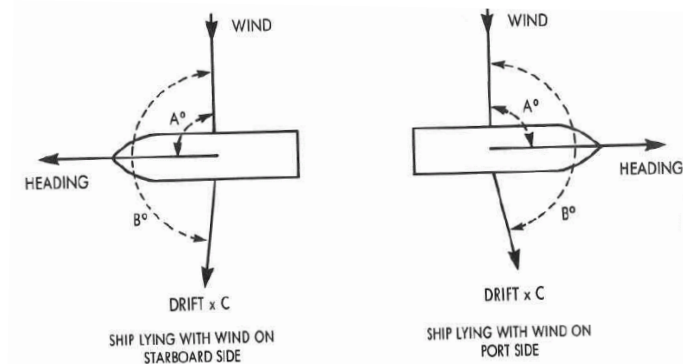 WIND
A°
HEADING
B°
DRIFT x C
SHIP LYING WITH WIND ON
STARBOARD SIDE
WIND
A°
HEADING
B°
DRIFT x C
SHIP LYING WITH WIND ON
PORT SIDE